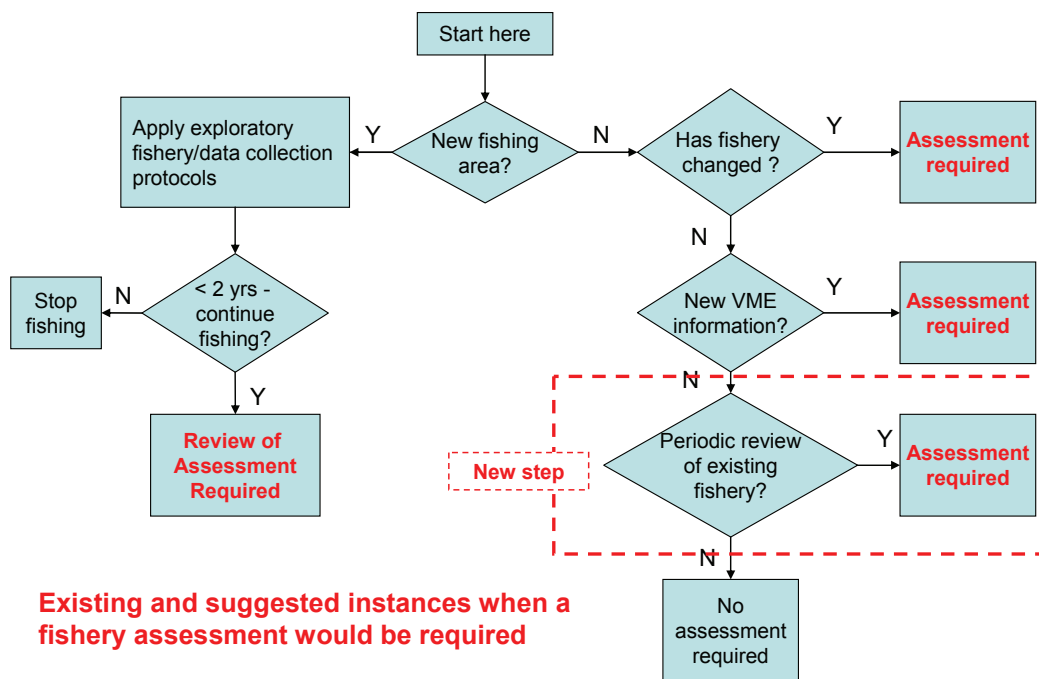 Start here
Apply exploratory
fishery/data collection
protocols
Y
New fishing
area?
N
Has fishery
changed ?
Y
Assessment
required
N
Stop
fishing
N
< 2 yrs -
continue
fishing?
New VME
information?
Y
Assessment
required
Y
N
Review of
Assessment
Required
New step
Periodic review
of existing
fishery?
Y
Assessment
required
N
Existing and suggested instances when a
fishery assessment would be required
No
assessment
required